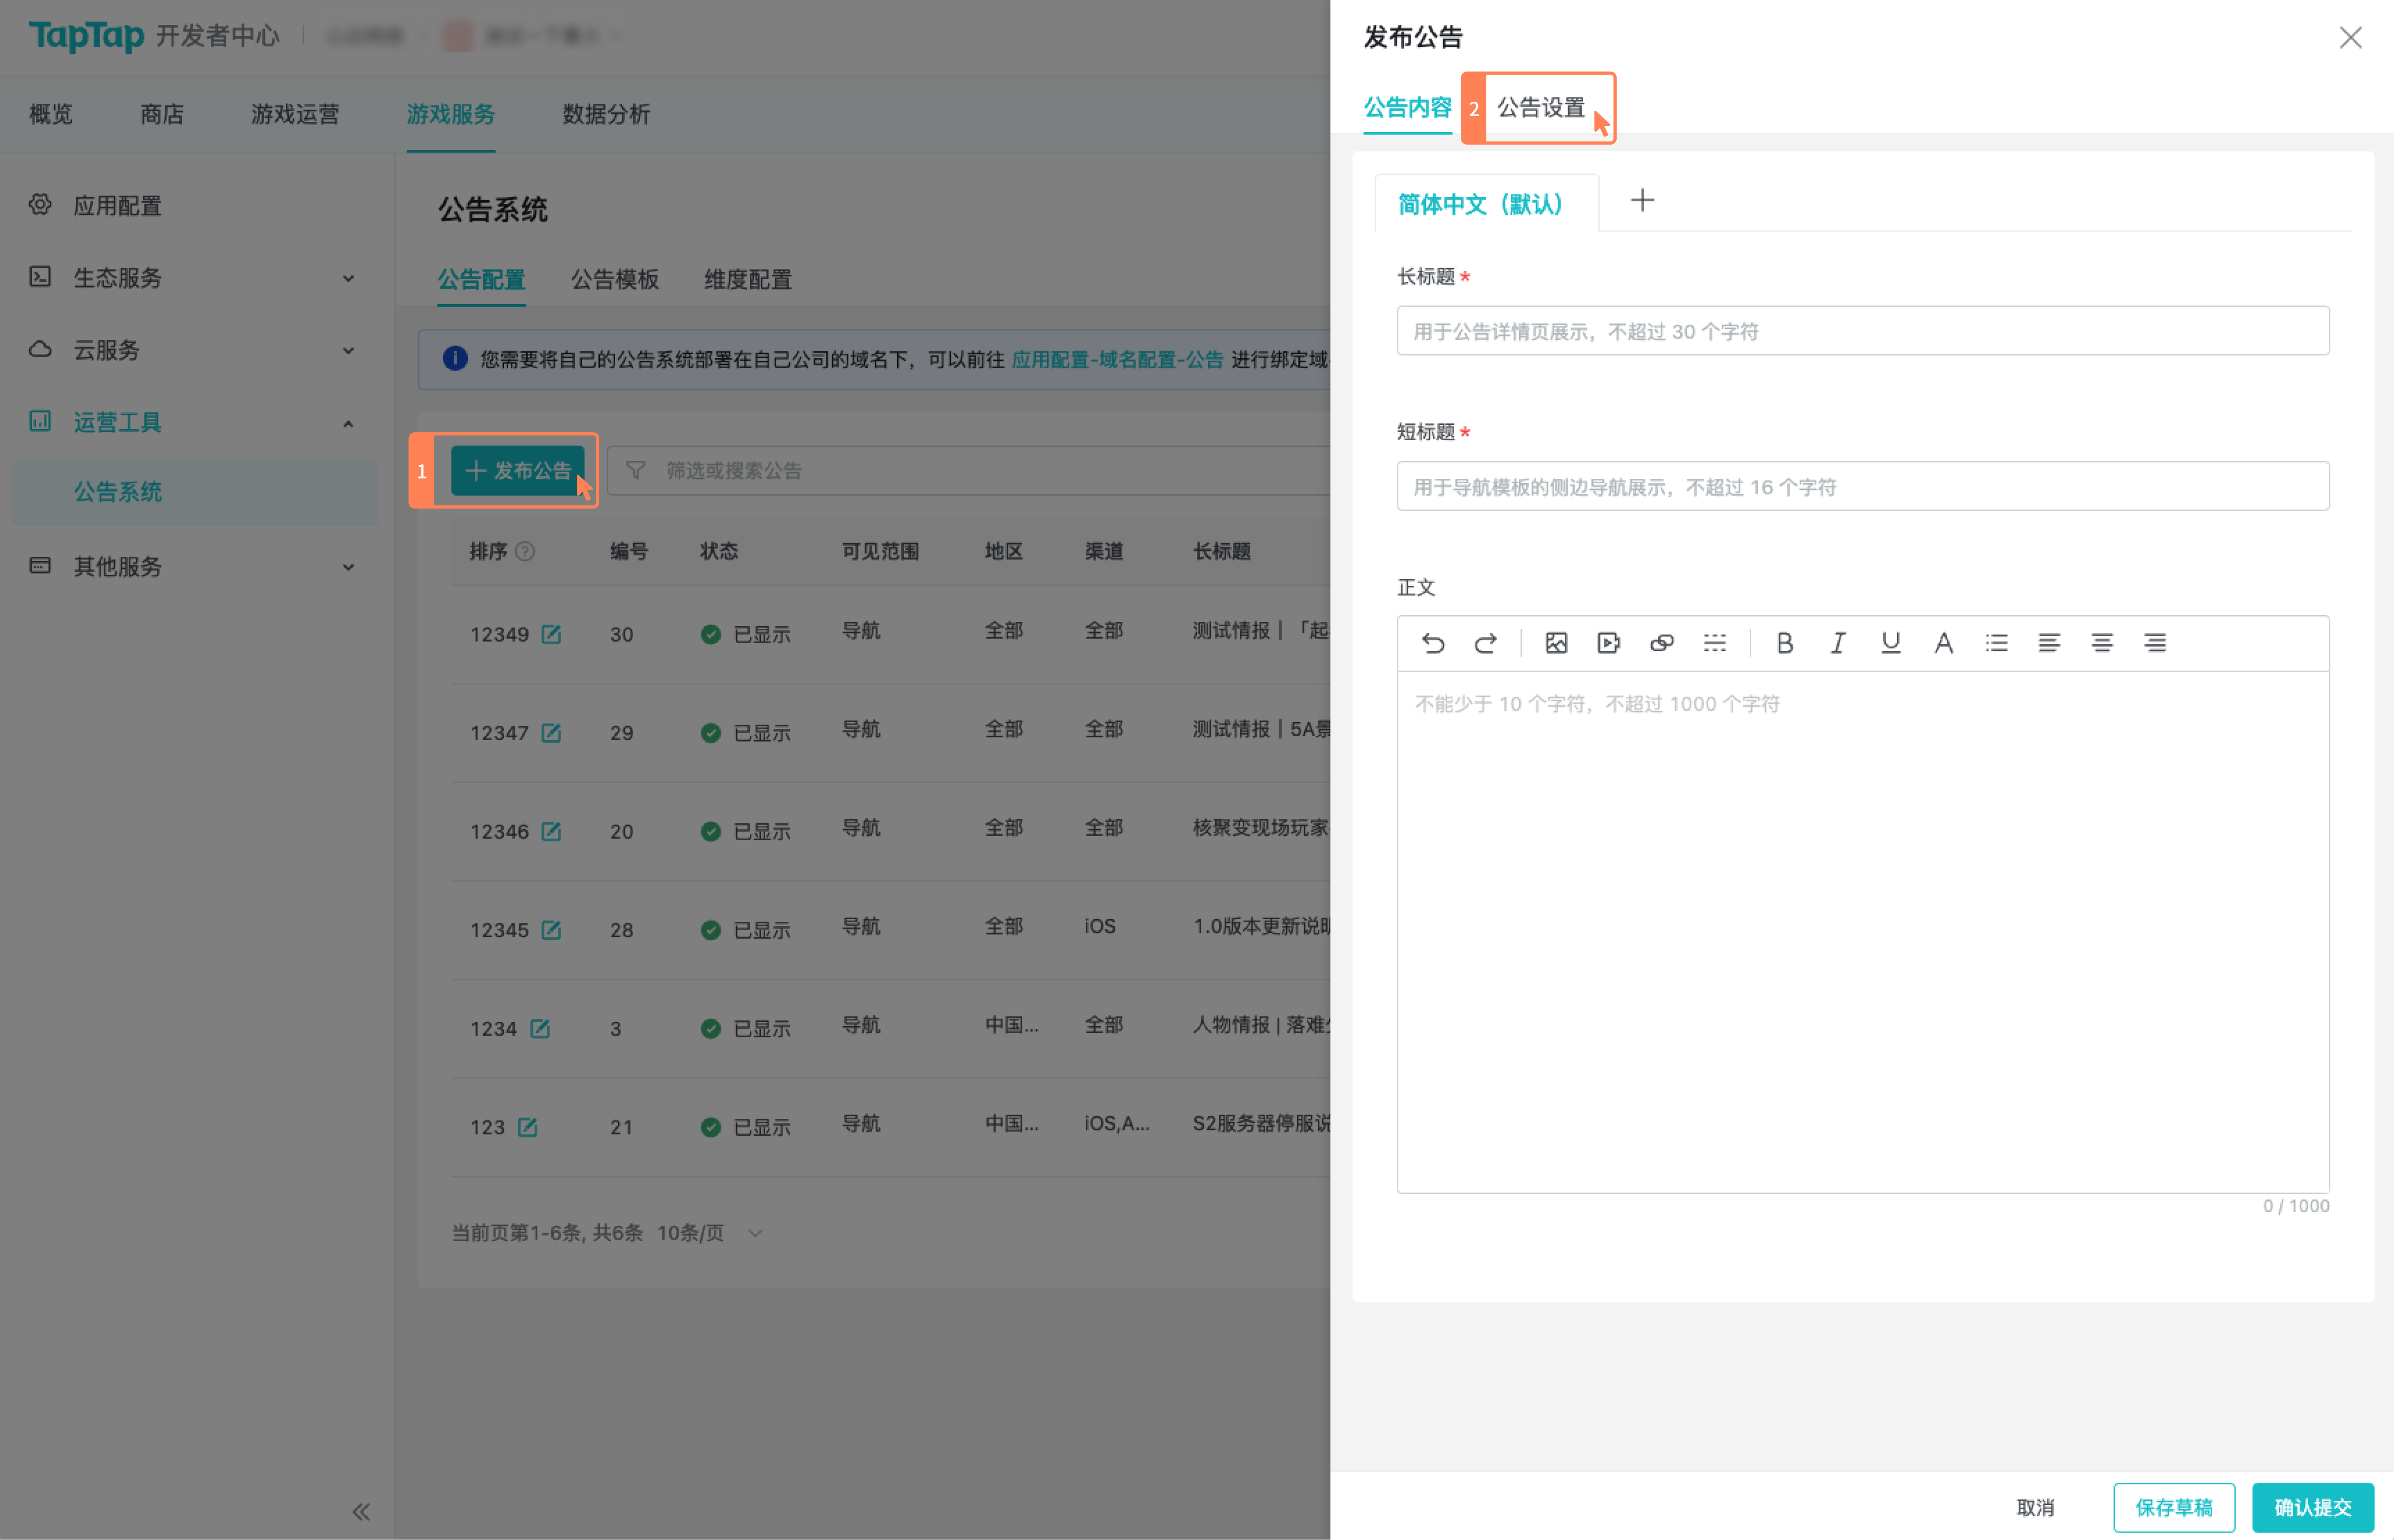 TapTap 开发者中心
概览 商店 游戏运营 游戏服务 数据分析
应用配置
生态服务
云服务
运营工具
公告系统
其他服务
公告系统
公告配置 公告模板 维度配置
您需要将自己的公告系统部署在自己公司的域名下，可以前往 应用配置-域名配置-公告 进行绑定域
1 发布公告 筛选或搜索公告
排序 编号 状态 可见范围 地区 渠道 长标题
12349 30 已显示 导航 全部 全部 测试情报｜「起
12347 29 已显示 导航 全部 全部 测试情报｜5A景
12346 20 已显示 导航 全部 全部 核聚变现场玩家
12345 28 已显示 导航 全部 iOS 1.0版本更新说明
1234 3 已显示 导航 中国... 全部 人物情报 | 落难
123 21 已显示 导航 中国... iOS,A... S2服务器停服说
当前页第1-6条, 共6条 10条/页
发布公告
公告内容 2 公告设置
简体中文（默认） +
长标题*
用于公告详情页展示，不超过 30 个字符
短标题*
用于导航模板的侧边导航展示，不超过 16 个字符
正文
B I U A
不能少于 10 个字符，不超过 1000 个字符
0 / 1000
取消 保存草稿 确认提交